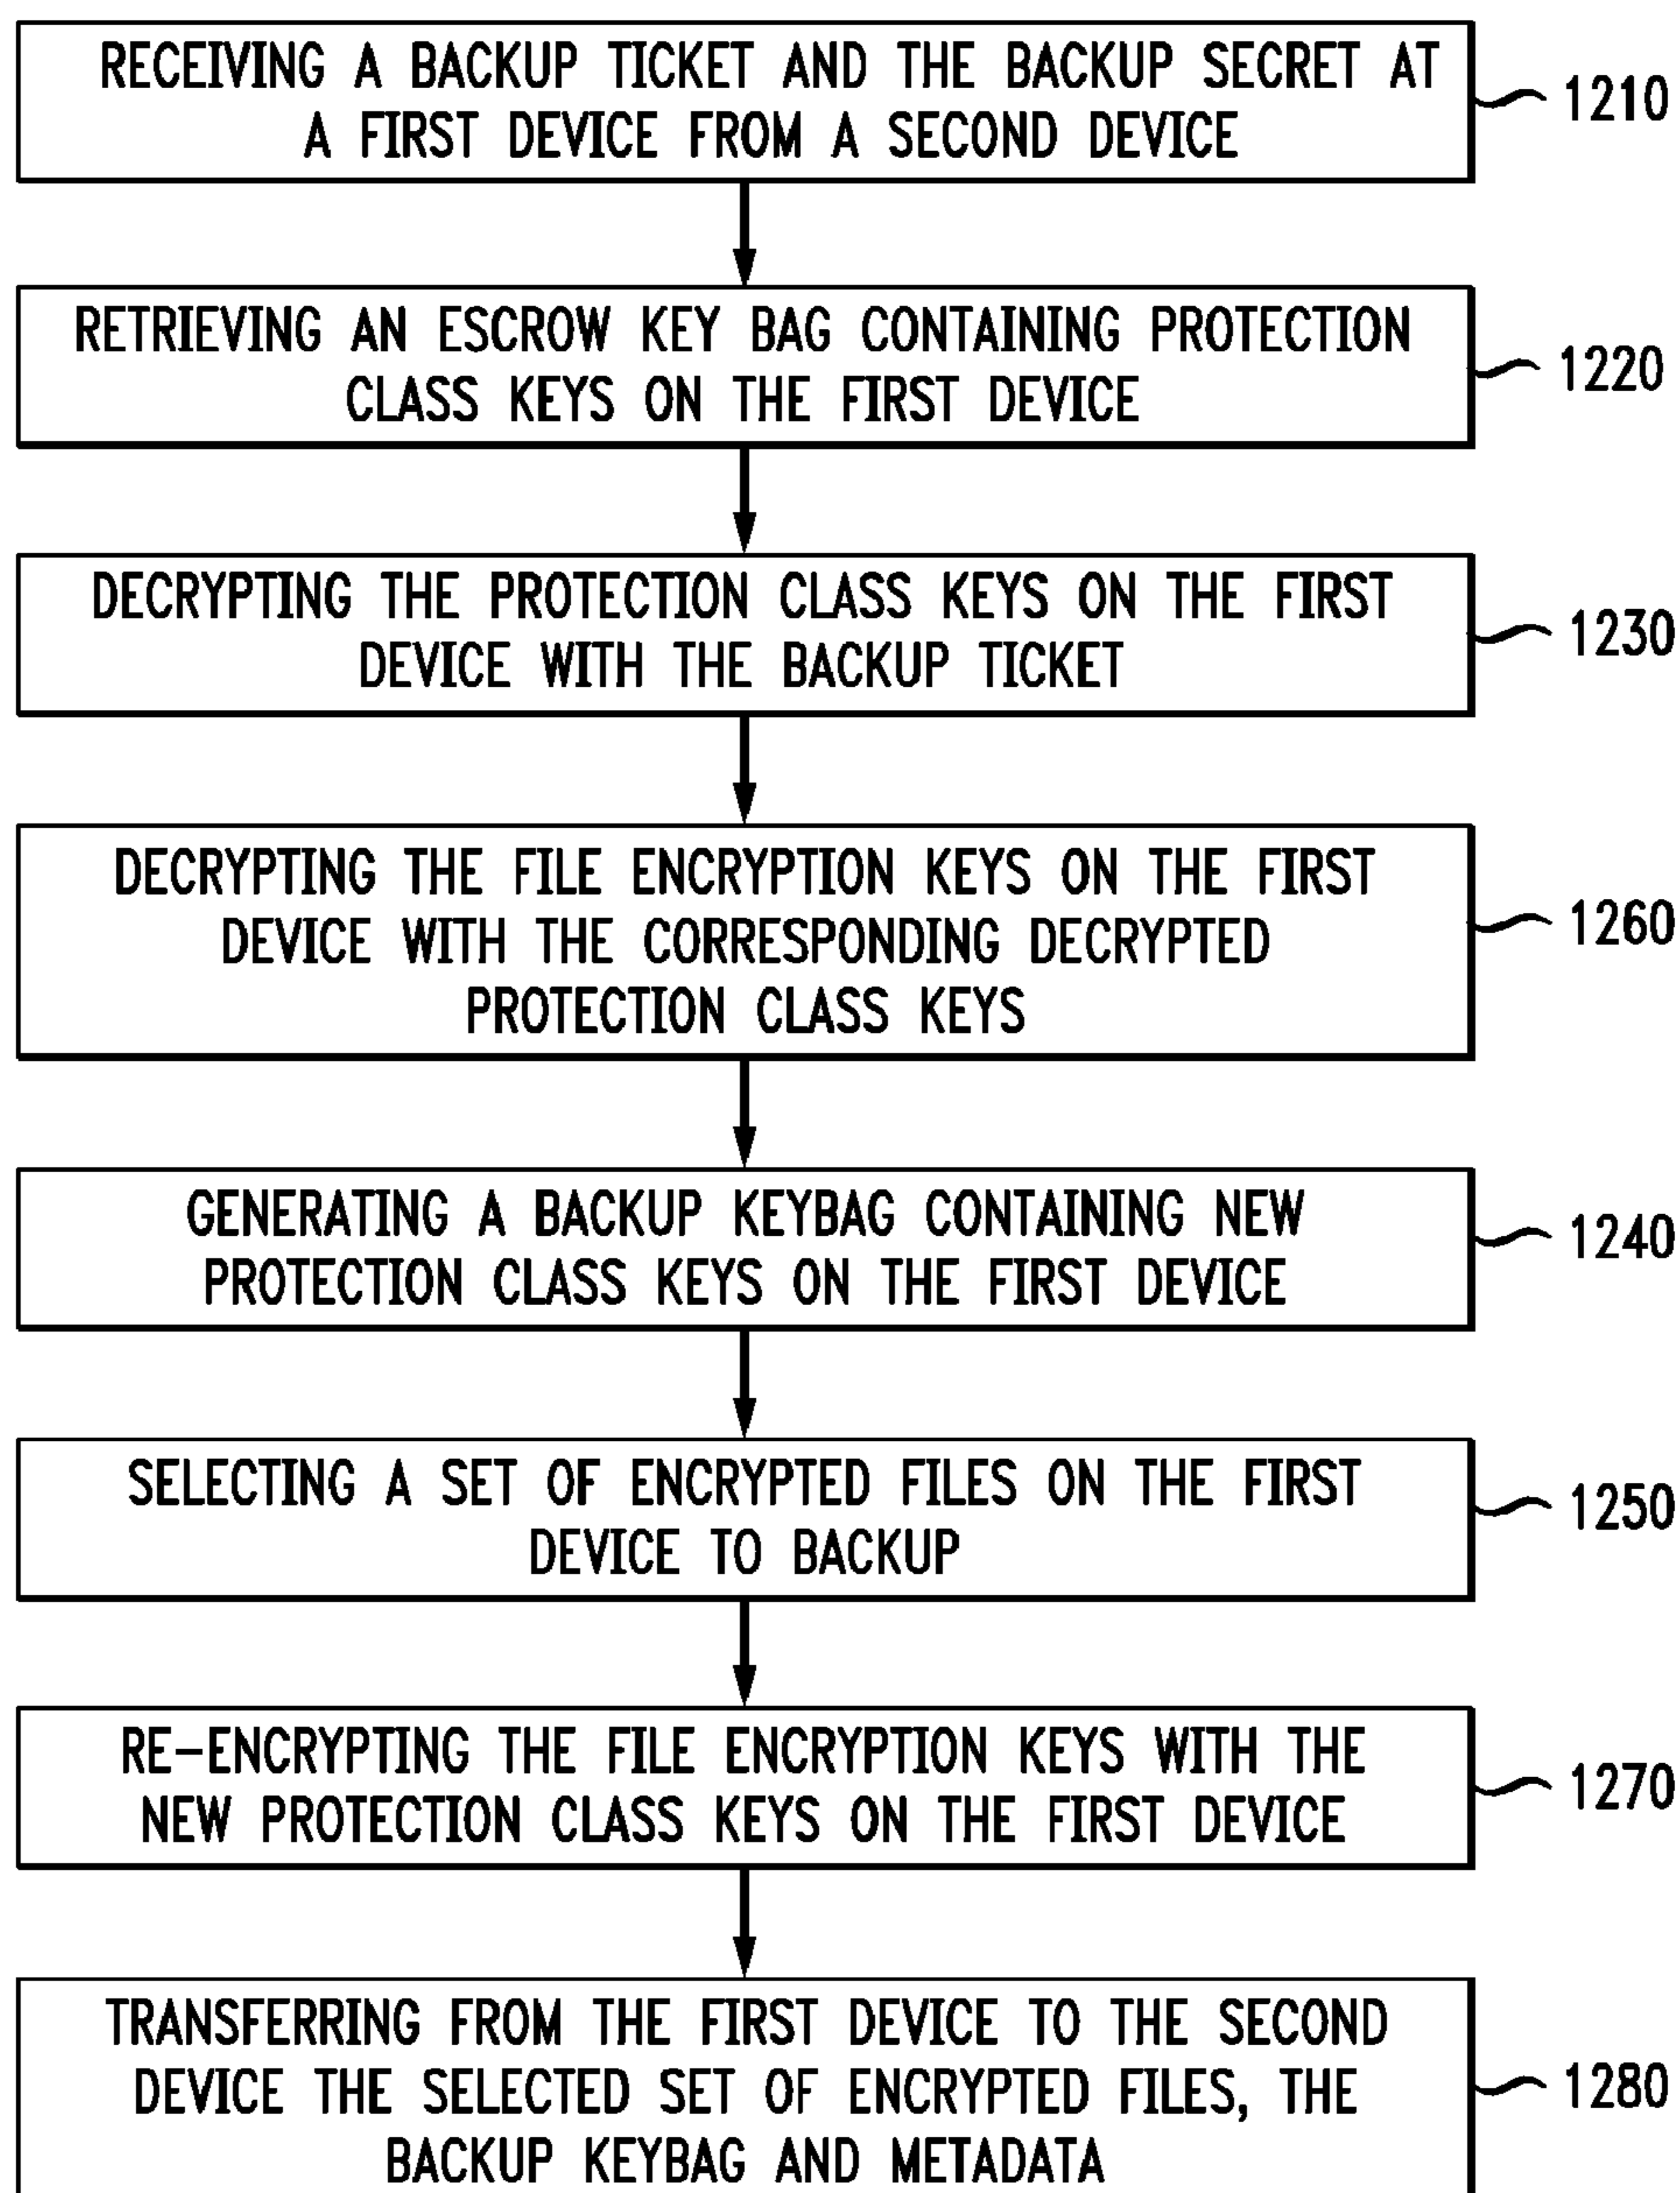 RECEIVING A BACKUP TICKET AND THE BACKUP SECRET AT
A FIRST DEVICE FROM A SECOND DEVICE
1210
RETRIEVING AN ESCROW KEY BAG CONTAINING PROTECTION
CLASS KEYS ON THE FIRST DEVICE
1220
DECRYPTING THE PROTECTION CLASS KEYS ON THE FIRST
DEVICE WITH THE BACKUP TICKET
1230
DECRYPTING THE FILE ENCRYPTION KEYS ON THE FIRST
DEVICE WITH THE CORRESPONDING DECRYPTED
PROTECTION CLASS KEYS
1260
GENERATING A BACKUP KEYBAG CONTAINING NEW
PROTECTION CLASS KEYS ON THE FIRST DEVICE
1240
SELECTING A SET OF ENCRYPTED FILES ON THE FIRST
DEVICE TO BACKUP
1250
RE-ENCRYPTING THE FILE ENCRYPTION KEYS WITH THE
NEW PROTECTION CLASS KEYS ON THE FIRST DEVICE
1270
TRANSFERRING FROM THE FIRST DEVICE TO THE SECOND
DEVICE THE SELECTED SET OF ENCRYPTED FILES, THE
BACKUP KEYBAG AND METADATA
1280